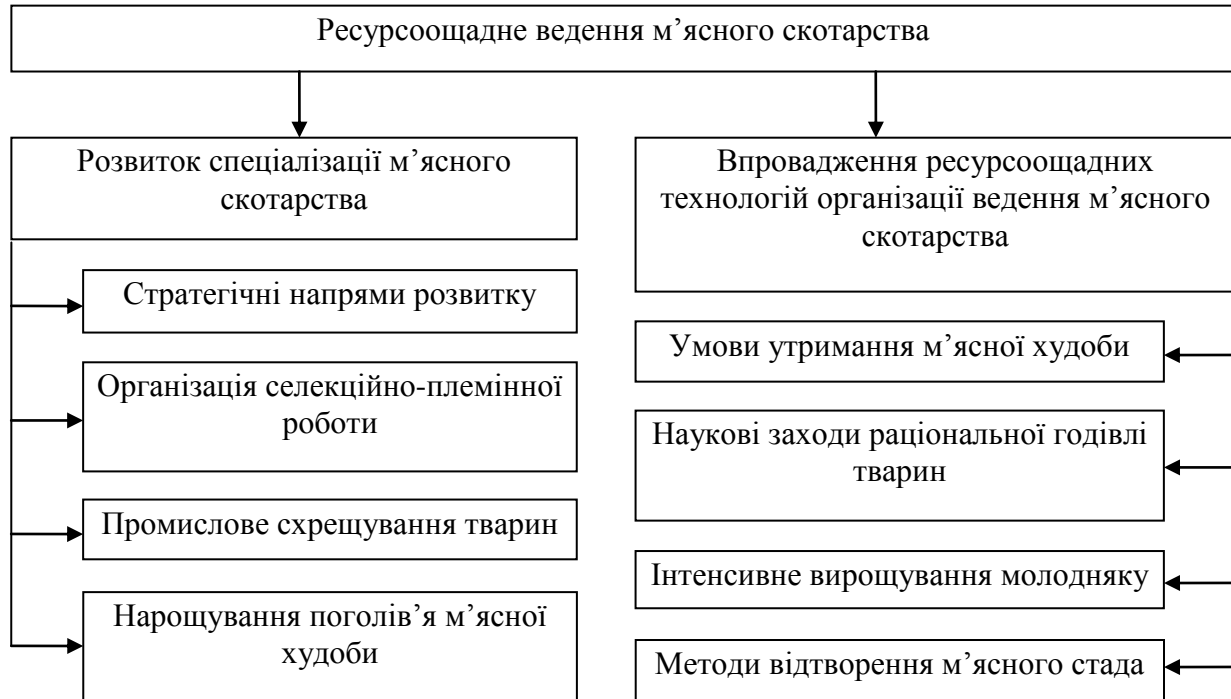 Ресурсоощадне ведення м’ясного скотарства
Розвиток спеціалізації м’ясного
скотарства
Стратегічні напрями розвитку
Організація селекційно-племінної
роботи
Промислове схрещування тварин
Нарощування поголів’я м’ясної
худоби
Впровадження ресурсоощадних
технологій організації ведення м’ясного
скотарства
Умови утримання м’ясної худоби
Наукові заходи раціональної годівлі
тварин
Інтенсивне вирощування молодняку
Методи відтворення м’ясного стада